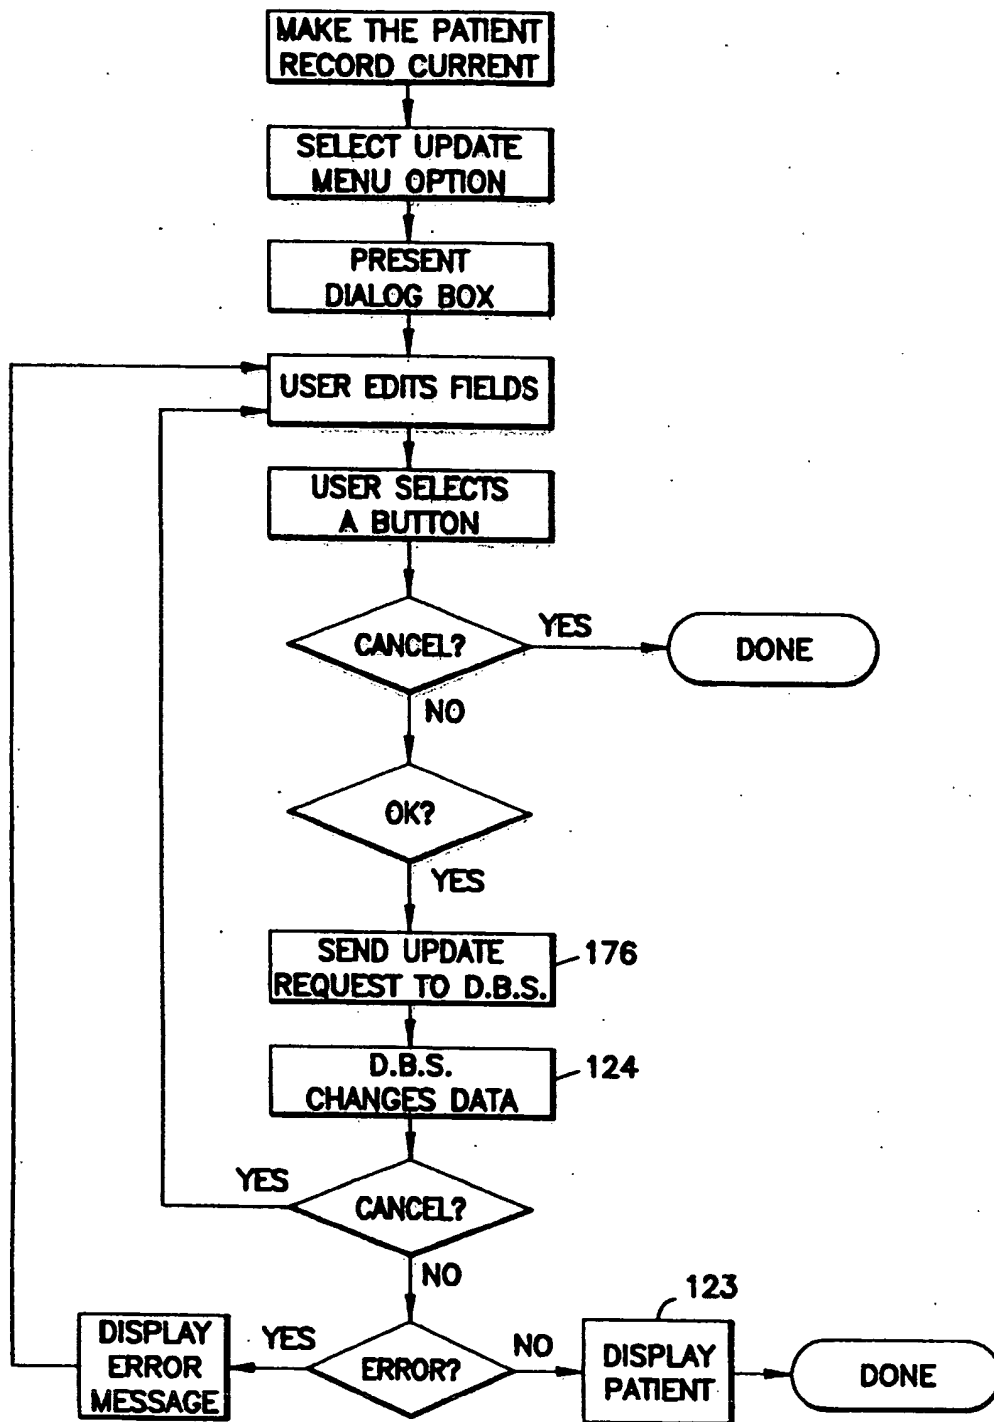 MAKE THE PATIENT
RECORD CURRENT
SELECT UPDATE
MENU OPTION
PRESENT
DIALOG BOX
USER EDITS FIELDS
USER SELECTS
A BUTTON
CANCEL?
YES
DONE
NO
OK?
YES
SEND UPDATE
REQUEST TO D.B.S.
176
D.B.S.
CHANGES DATA
124
YES
CANCEL?
NO
123
DISPLAY
ERROR
MESSAGE
YES
ERROR?
NO
DISPLAY
PATIENT
DONE